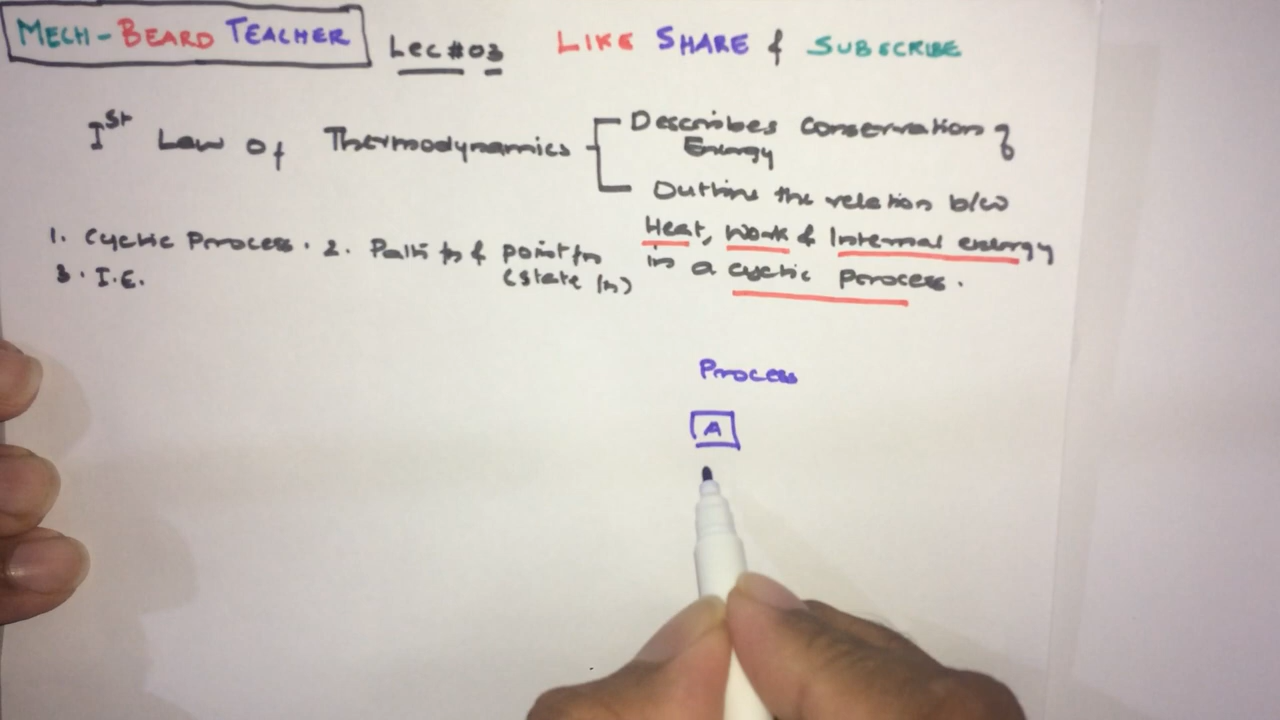 MECH-BEARD TEACHER Lec#03 LIKE SHARE & SUBSCRIBE
Ist Law of Thermodynamics
Describes Conservation of
Energy
Outline the relation b/w
Heat, Work & Internal energy
in a cyclic Process.
1. Cyclic Process. 2. Path fn & point fn
(state fn)
3. I.E.
Process
A